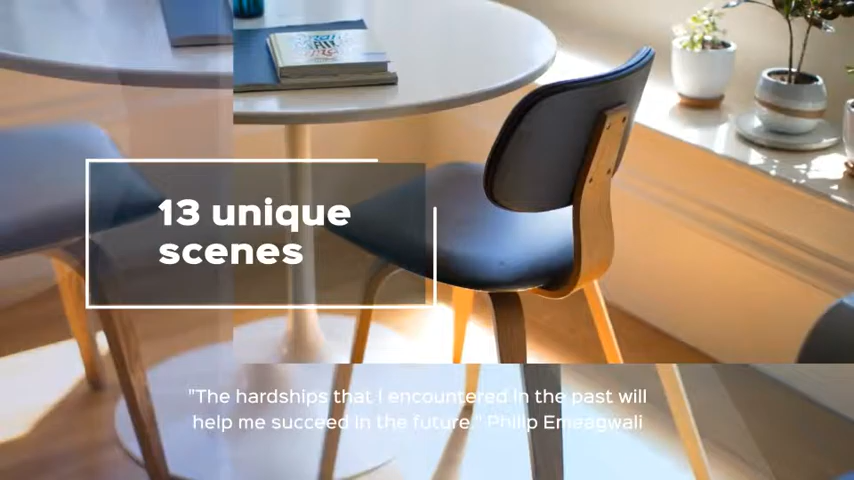 13 unique
scenes
"The hardships that I encountered in the past will
help me succeed in the future." Philip Emeagwali